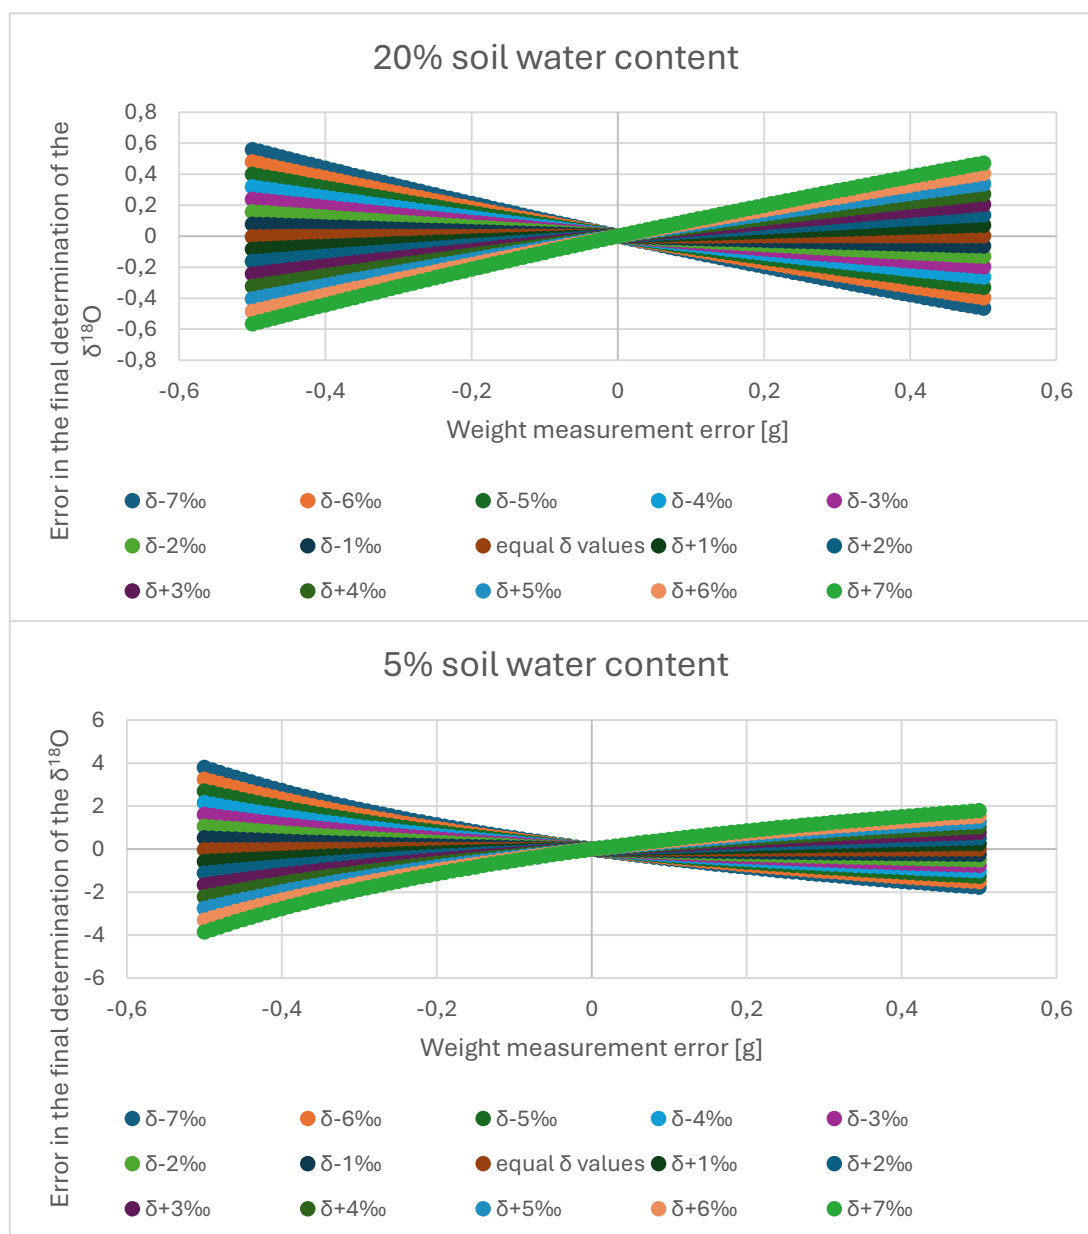 20% soil water content
Error in the final determination of the
δ¹⁸O
0,8
0,6
0,4
0,2
0
-0,2
-0,4
-0,6
-0,8
-0,6 -0,4 -0,2 0 0,2 0,4 0,6
Weight measurement error [g]
δ-7‰ δ-6‰ δ-5‰ δ-4‰ δ-3‰
δ-2‰ δ-1‰ equal δ values δ+1‰ δ+2‰
δ+3‰ δ+4‰ δ+5‰ δ+6‰ δ+7‰
5% soil water content
Error in the final determination of the δ¹⁸O
6
4
2
0
-2
-4
-6
-0,6 -0,4 -0,2 0 0,2 0,4 0,6
Weight measurement error [g]
δ-7‰ δ-6‰ δ-5‰ δ-4‰ δ-3‰
δ-2‰ δ-1‰ equal δ values δ+1‰ δ+2‰
δ+3‰ δ+4‰ δ+5‰ δ+6‰ δ+7‰